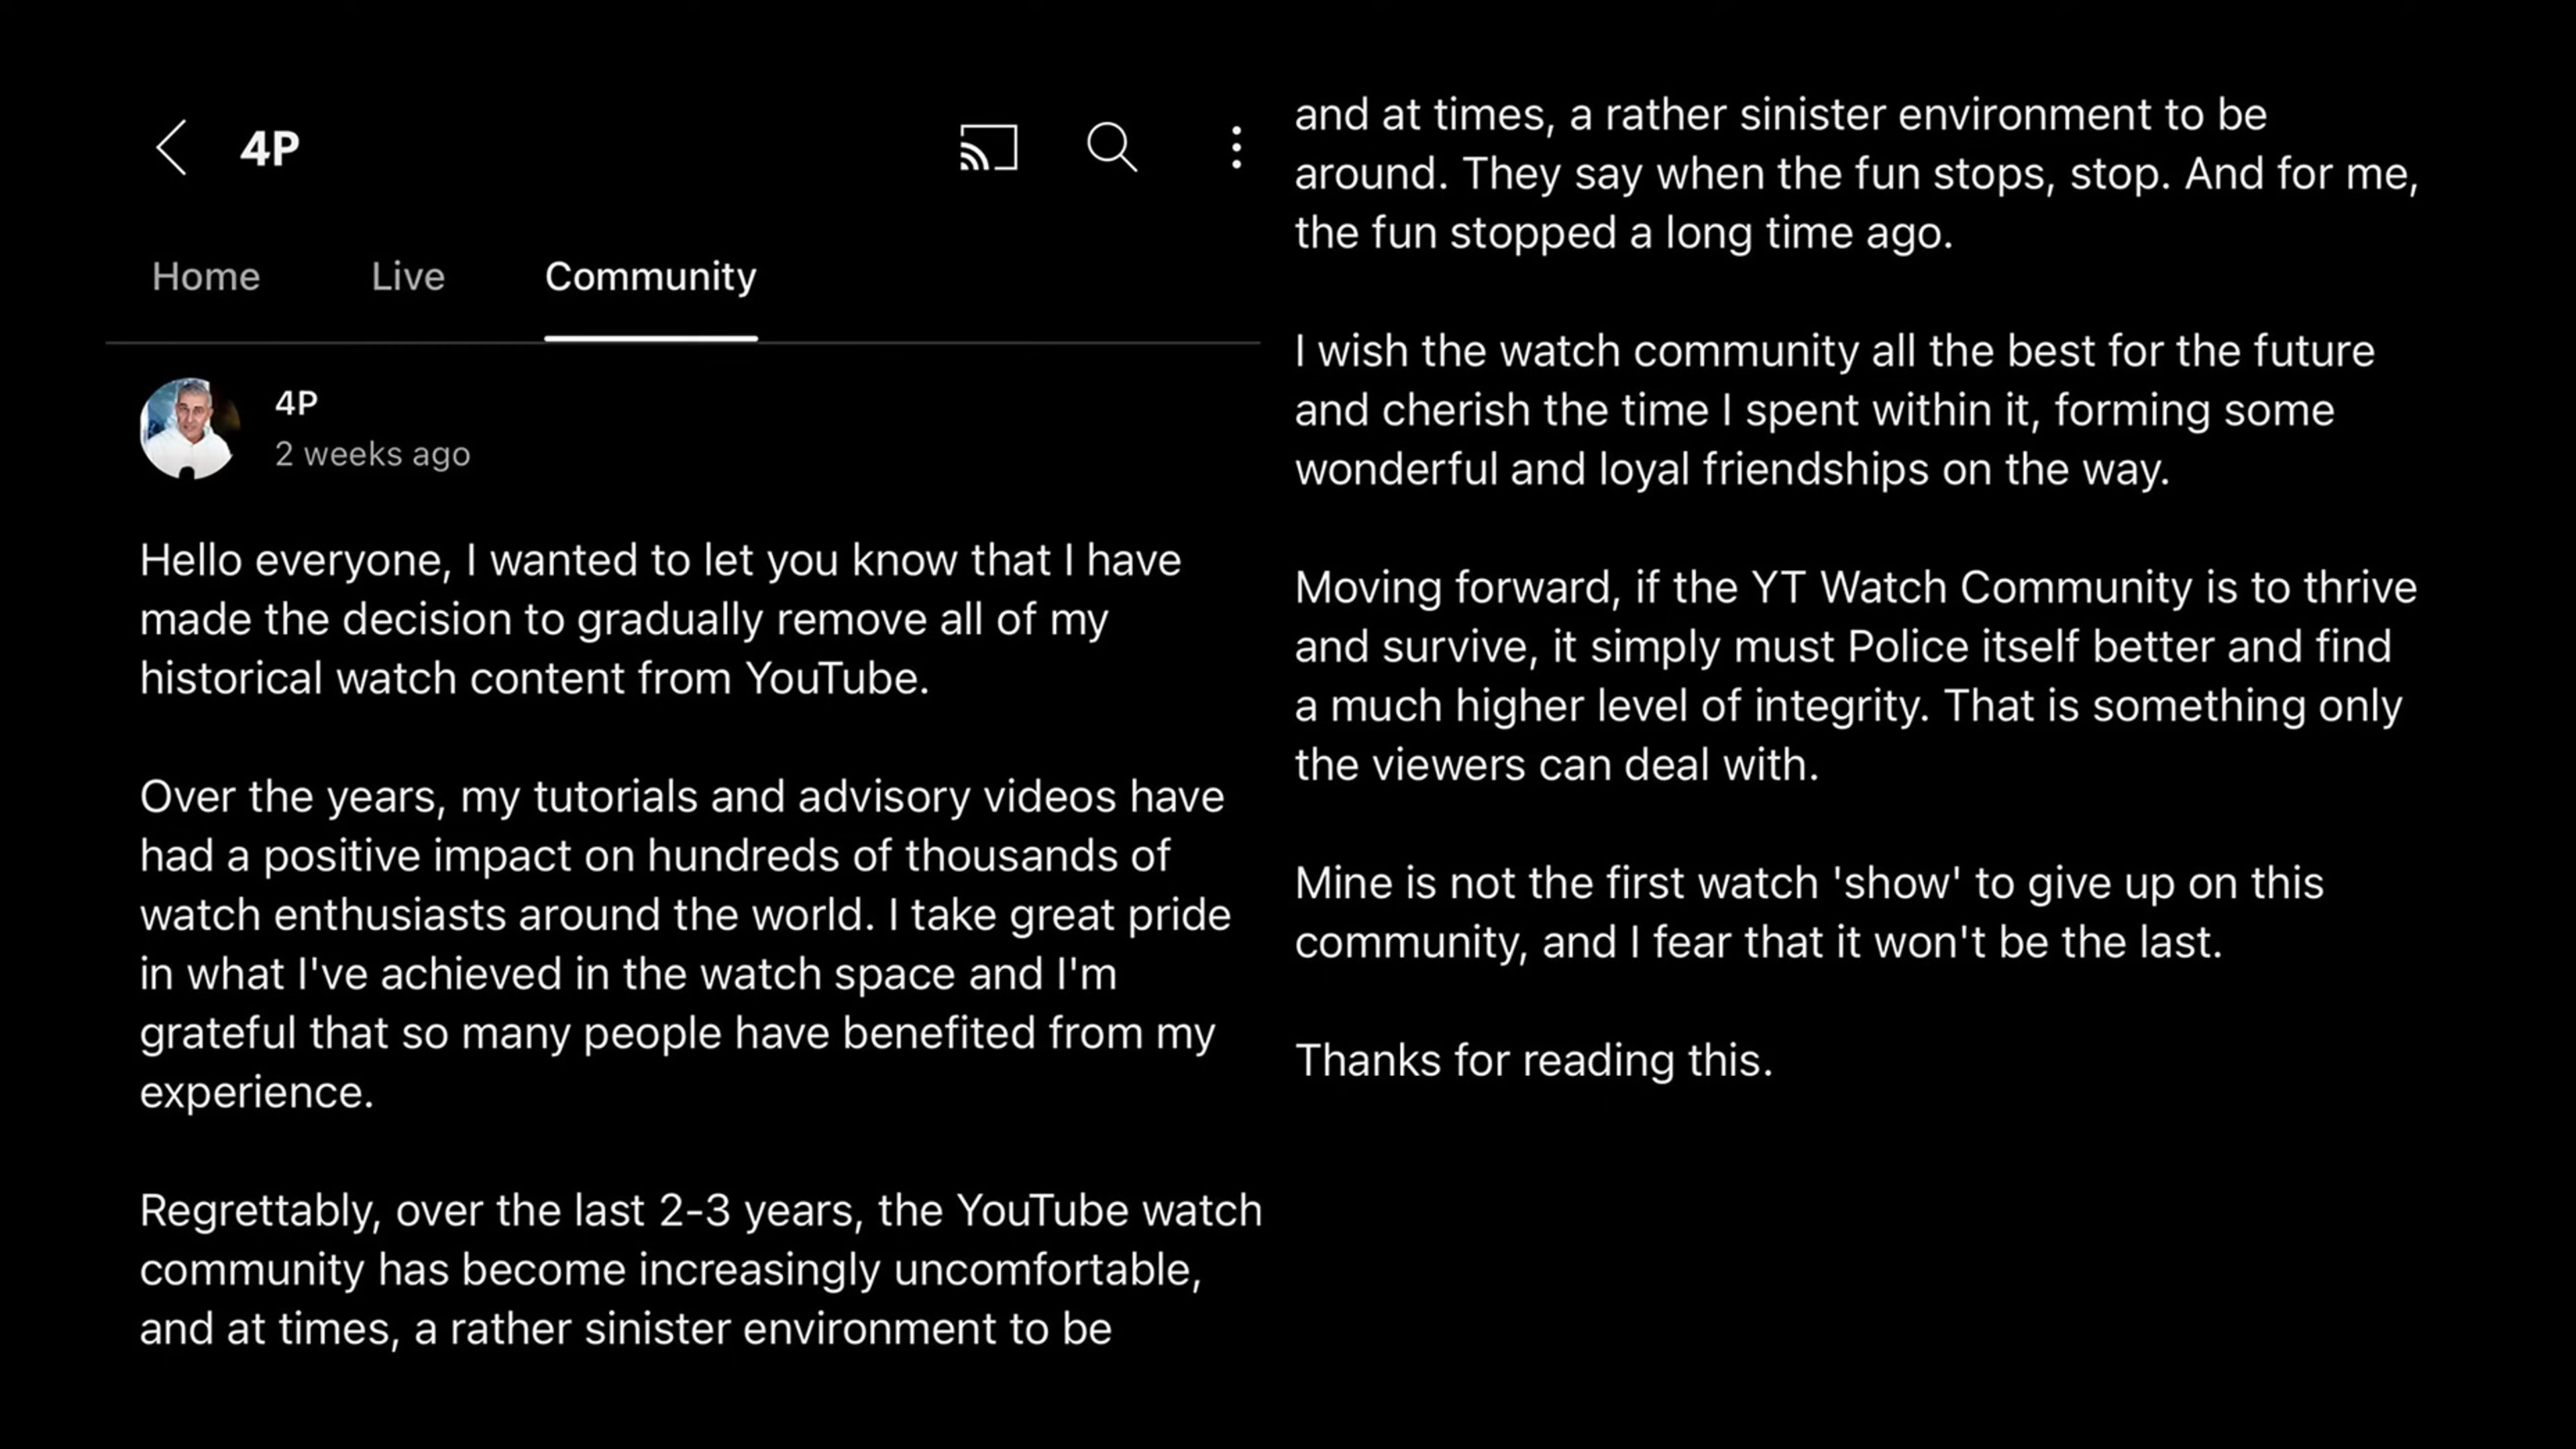 4P
Home Live Community
4P
2 weeks ago
Hello everyone, I wanted to let you know that I have
made the decision to gradually remove all of my
historical watch content from YouTube.
Over the years, my tutorials and advisory videos have
had a positive impact on hundreds of thousands of
watch enthusiasts around the world. I take great pride
in what I've achieved in the watch space and I'm
grateful that so many people have benefited from my
experience.
Regrettably, over the last 2-3 years, the YouTube watch
community has become increasingly uncomfortable,
and at times, a rather sinister environment to be
and at times, a rather sinister environment to be
around. They say when the fun stops, stop. And for me,
the fun stopped a long time ago.
I wish the watch community all the best for the future
and cherish the time I spent within it, forming some
wonderful and loyal friendships on the way.
Moving forward, if the YT Watch Community is to thrive
and survive, it simply must Police itself better and find
a much higher level of integrity. That is something only
the viewers can deal with.
Mine is not the first watch 'show' to give up on this
community, and I fear that it won't be the last.
Thanks for reading this.